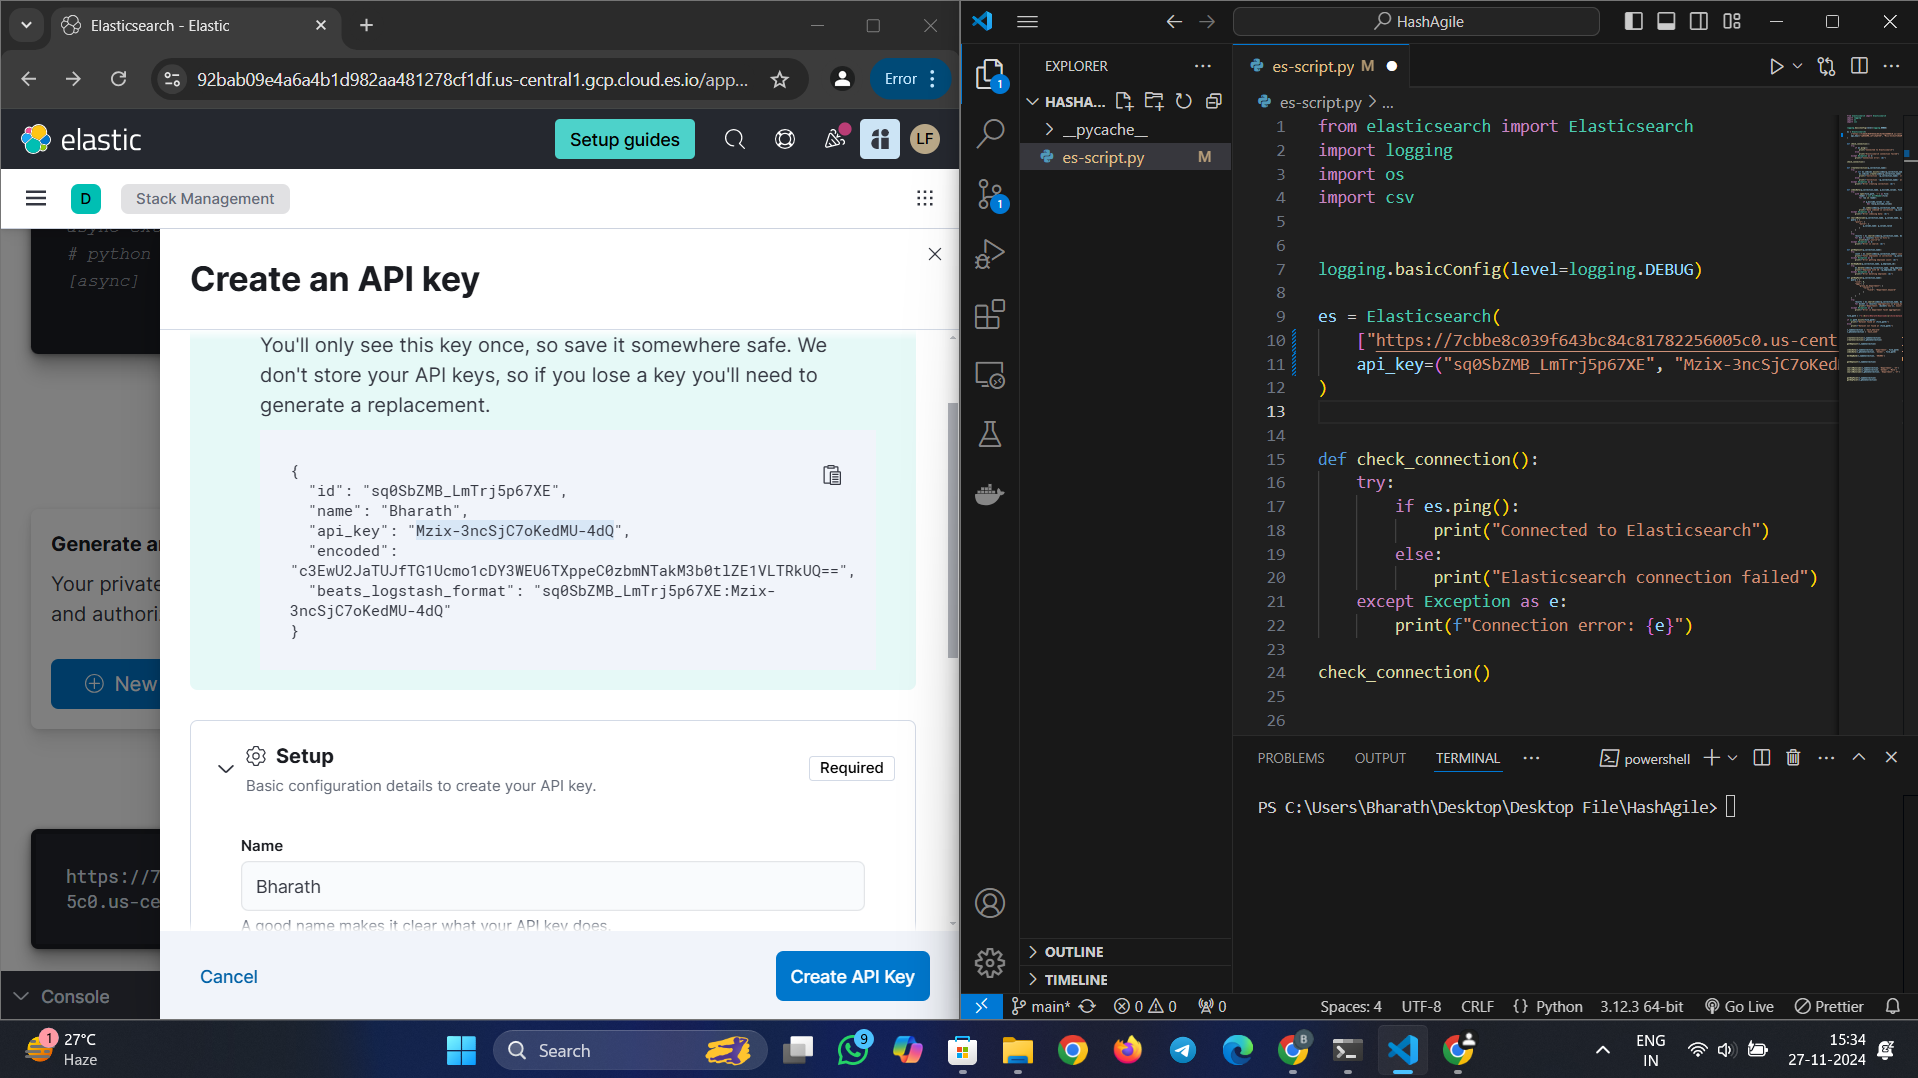 Elasticsearch - Elastic
92bab09e4a6a4b1d982aa481278cf1df.us-central1.gcp.cloud.es.io/app...
Error
elastic
Setup guides
LF
D
Stack Management
# python
[async]
Create an API key
You'll only see this key once, so save it somewhere safe. We
don't store your API keys, so if you lose a key you'll need to
generate a replacement.
{
"id": "sq0SbZMB_LmTrj5p67XE",
"name": "Bharath",
"api_key": "Mzix-3ncSjC7oKedMU-4dQ",
"encoded":
"c3EwU2JaTUJfTG1Ucmo1cDY3WEU6TXppeC0zbmNTakM3b0tlZE1VLTRkUQ==",
"beats_logstash_format": "sq0SbZMB_LmTrj5p67XE:Mzix-
3ncSjC7oKedMU-4dQ"
}
Generate a
Your private
and authori
New
Setup
Required
Basic configuration details to create your API key.
Name
Bharath
A good name makes it clear what your API key does.
https://7
5c0.us-ce
Cancel
Create API Key
Console
HashAgile
EXPLORER
HASHA...
__pycache__
es-script.py M
1
1
es-script.py M
es-script.py > ...
1 from elasticsearch import Elasticsearch
2 import logging
3 import os
4 import csv
5
6
7 logging.basicConfig(level=logging.DEBUG)
8
9 es = Elasticsearch(
10 ["https://7cbbe8c039f643bc84c81782256005c0.us-cent
11 api_key=("sq0SbZMB_LmTrj5p67XE", "Mzix-3ncSjC7oKed
12 )
13
14
15 def check_connection():
16 try:
17 if es.ping():
18 print("Connected to Elasticsearch")
19 else:
20 print("Elasticsearch connection failed")
21 except Exception as e:
22 print(f"Connection error: {e}")
23
24 check_connection()
25
26
PROBLEMS OUTPUT TERMINAL
powershell
PS C:\Users\Bharath\Desktop\Desktop File\HashAgile>
OUTLINE
TIMELINE
main* 0 0 0 Spaces: 4 UTF-8 CRLF {} Python 3.12.3 64-bit Go Live Prettier
1
27°C
Haze
Search
9
B
ENG
IN
15:34
27-11-2024